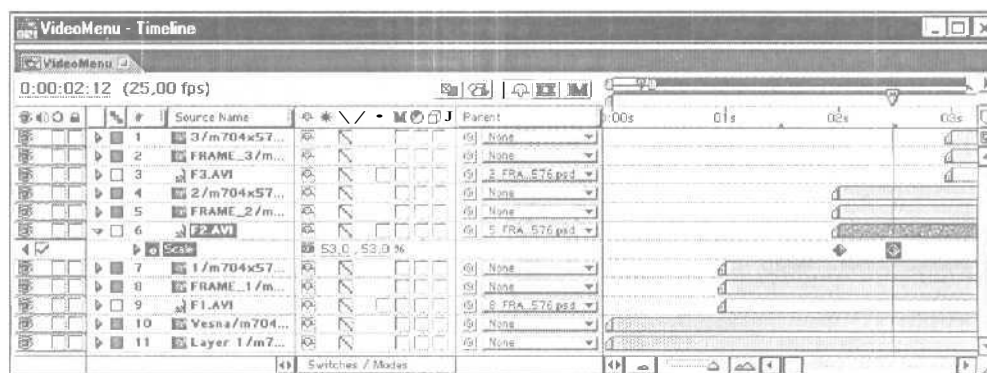 VideoMenu - Timeline
VideoMenu
0:00:02:12 (25,00 fps)
# Source Name Parent 0:00s 01s 02s 03s
1 3/m704x57... None
2 FRAME_3/m... None
3 F3.AVI 2. FRA...576.psd
4 2/m704x57... None
5 FRAME_2/m... None
6 F2.AVI 5. FRA...576.psd
Scale 53,0 , 53,0 %
7 1/m704x57... None
8 FRAME_1/m... None
9 F1.AVI 8. FRA...576.psd
10 Vesna/m704... None
11 Layer 1/m7... None
Switches / Modes